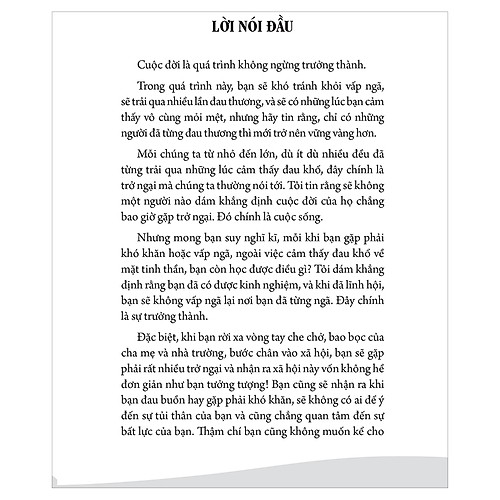 LỜI NÓI ĐẦU
Cuộc đời là quá trình không ngừng trưởng thành.
Trong quá trình này, bạn sẽ khó tránh khỏi vấp ngã,
sẽ trải qua nhiều lần đau thương, và sẽ có những lúc bạn cảm
thấy vô cùng mỏi mệt, nhưng hãy tin rằng, chỉ có những
người đã từng đau thương thì mới trở nên vững vàng hơn.
Mỗi chúng ta từ nhỏ đến lớn, dù ít dù nhiều đều đã
từng trải qua những lúc cảm thấy đau khổ, đây chính là
trở ngại mà chúng ta thường nói tới. Tôi tin rằng sẽ không
một người nào dám khẳng định cuộc đời của họ chẳng
bao giờ gặp trở ngại. Đó chính là cuộc sống.
Nhưng mong bạn suy nghĩ kĩ, mỗi khi bạn gặp phải
khó khăn hoặc vấp ngã, ngoài việc cảm thấy đau khổ về
mặt tinh thần, bạn còn học được điều gì? Tôi dám khẳng
định rằng bạn đã có được kinh nghiệm, và khi đã lĩnh hội,
bạn sẽ không vấp ngã lại nơi bạn đã từng ngã. Đây chính
là sự trưởng thành.
Đặc biệt, khi bạn rời xa vòng tay che chở, bao bọc của
cha mẹ và nhà trường, bước chân vào xã hội, bạn sẽ gặp
phải rất nhiều trở ngại và nhận ra xã hội này vốn không hề
đơn giản như bạn tưởng tượng! Bạn cũng sẽ nhận ra khi
bạn đau buồn hay gặp phải khó khăn, sẽ không có ai để ý
đến sự tủi thân của bạn và cũng chẳng quan tâm đến sự
bất lực của bạn. Thậm chí bạn cũng không muốn kể cho